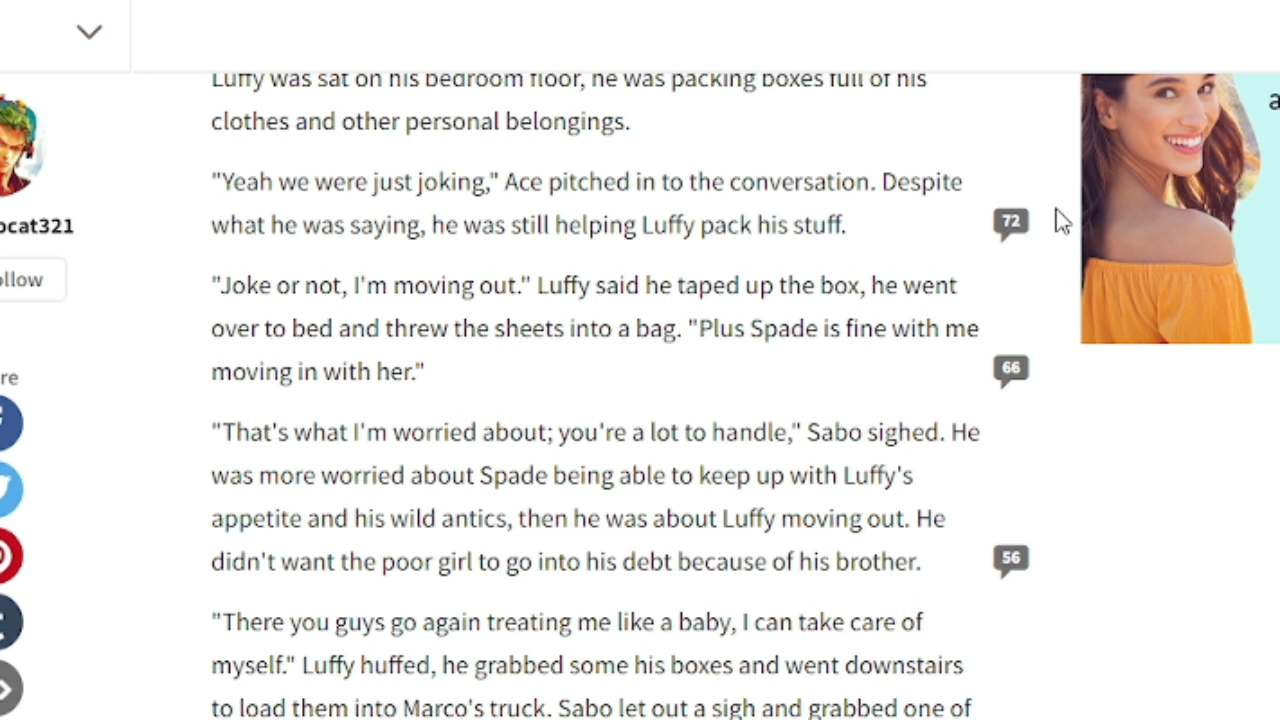 Luffy was sat on his bedroom floor, he was packing boxes full of his
clothes and other personal belongings.
"Yeah we were just joking," Ace pitched in to the conversation. Despite
what he was saying, he was still helping Luffy pack his stuff.
72
"Joke or not, I'm moving out." Luffy said he taped up the box, he went
over to bed and threw the sheets into a bag. "Plus Spade is fine with me
moving in with her."
66
"That's what I'm worried about; you're a lot to handle," Sabo sighed. He
was more worried about Spade being able to keep up with Luffy's
appetite and his wild antics, then he was about Luffy moving out. He
didn't want the poor girl to go into his debt because of his brother.
56
"There you guys go again treating me like a baby, I can take care of
myself." Luffy huffed, he grabbed some his boxes and went downstairs
to load them into Marco's truck. Sabo let out a sigh and grabbed one of
ocat321
ollow
re
a